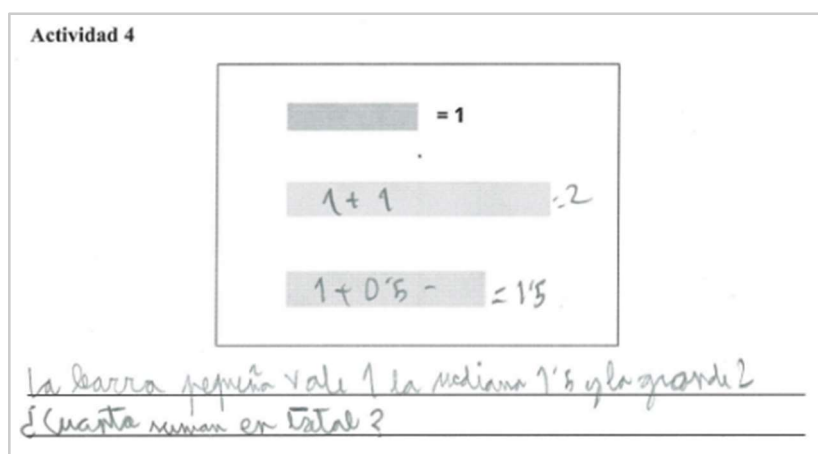 Actividad 4
= 1
1 + 1 = 2
1 + 0'5 - = 1'5
La barra pequeña vale 1 la mediana 1'5 y la grande 2
¿Cuanto suman en total?